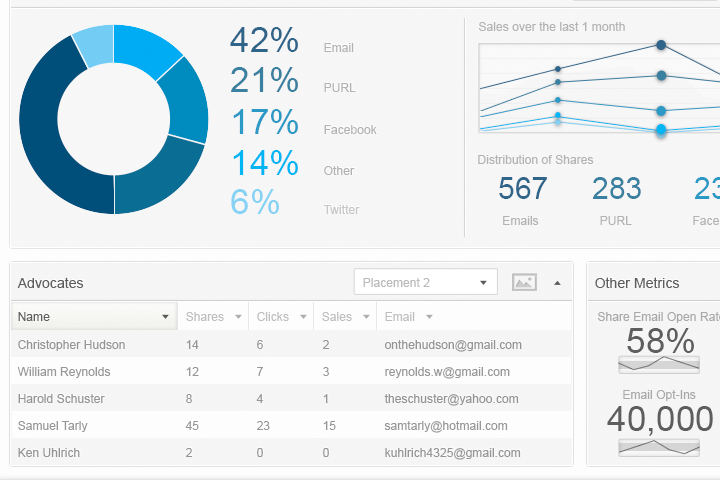 42% Email
21% PURL
17% Facebook
14% Other
6% Twitter
Sales over the last 1 month
Distribution of Shares
567 283 23
Emails PURL Face
Advocates
Placement 2
Name Shares Clicks Sales Email
Christopher Hudson 14 6 2 onthehudson@gmail.com
William Reynolds 12 7 3 reynolds.w@gmail.com
Harold Schuster 8 4 1 theschuster@yahoo.com
Samuel Tarly 45 23 15 samtarly@hotmail.com
Ken Uhlrich 2 0 0 kuhlrich4325@gmail.com
Other Metrics
Share Email Open Rate
58%
Email Opt-Ins
40,000